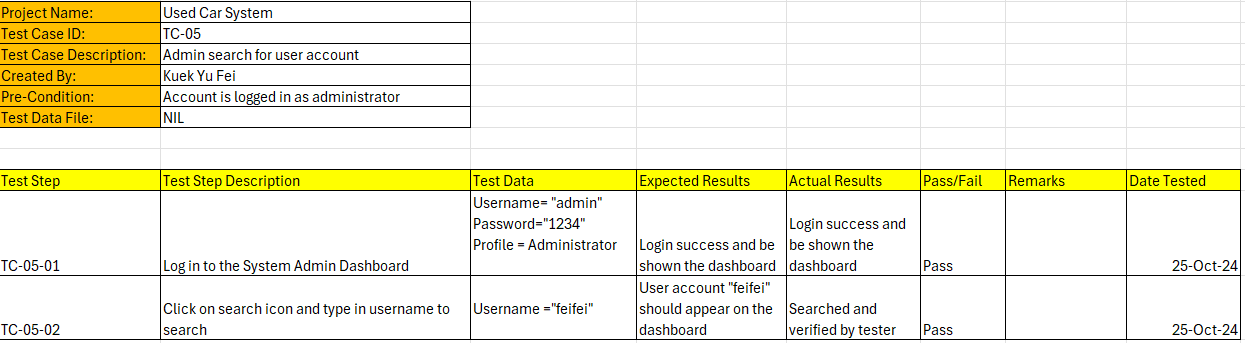 Project Name: Used Car System
Test Case ID: TC-05
Test Case Description: Admin search for user account
Created By: Kuek Yu Fei
Pre-Condition: Account is logged in as administrator
Test Data File: NIL
Test Step Test Step Description Test Data Expected Results Actual Results Pass/Fail Remarks Date Tested
TC-05-01
Log in to the System Admin Dashboard
Username= "admin"
Password="1234"
Profile = Administrator
Login success and be
shown the dashboard
Login success and
be shown the
dashboard
Pass
25-Oct-24
TC-05-02
Click on search icon and type in username to
search
Username ="feifei"
User account "feifei"
should appear on the
dashboard
Searched and
verified by tester
Pass
25-Oct-24